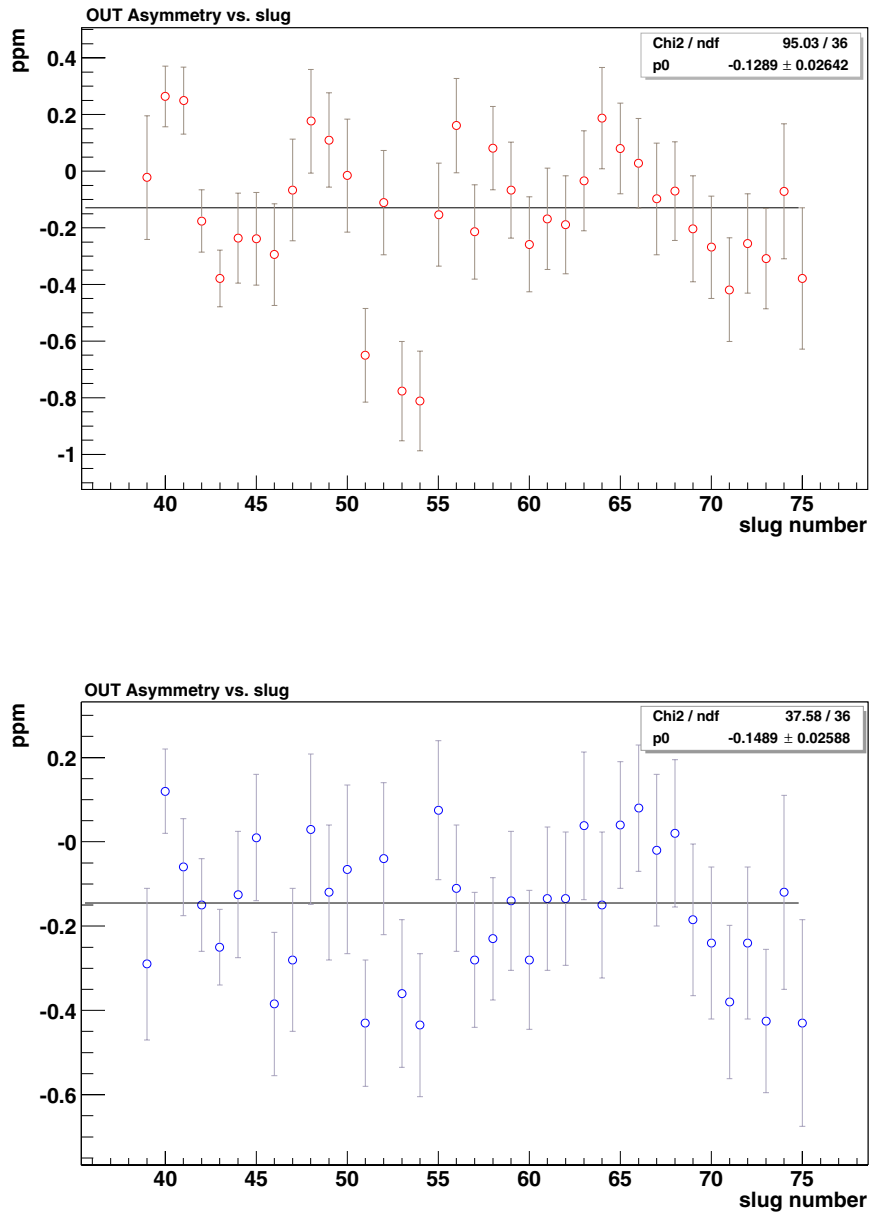 OUT Asymmetry vs. slug
ppm
Chi2 / ndf 95.03 / 36
p0 -0.1289 ± 0.02642
0.4
0.2
0
-0.2
-0.4
-0.6
-0.8
-1
40 45 50 55 60 65 70 75
slug number
OUT Asymmetry vs. slug
ppm
Chi2 / ndf 37.58 / 36
p0 -0.1489 ± 0.02588
0.2
-0
-0.2
-0.4
-0.6
40 45 50 55 60 65 70 75
slug number